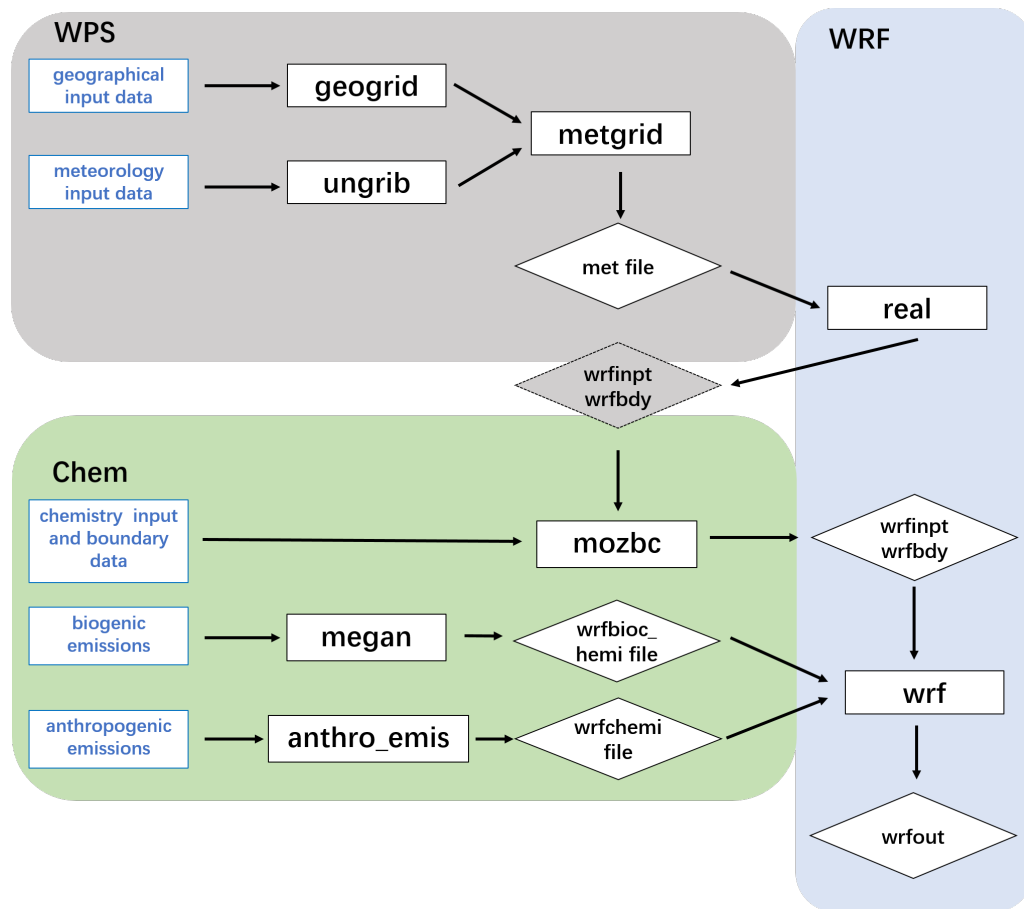 WPS
WRF
geographical
input data
geogrid
metgrid
meteorology
input data
ungrib
met file
real
wrfinpt
wrfbdy
Chem
chemistry input
and boundary
data
mozbc
wrfinpt
wrfbdy
biogenic
emissions
megan
wrfbioc_
hemi file
wrf
anthropogenic
emissions
anthro_emis
wrfchemi
file
wrfout